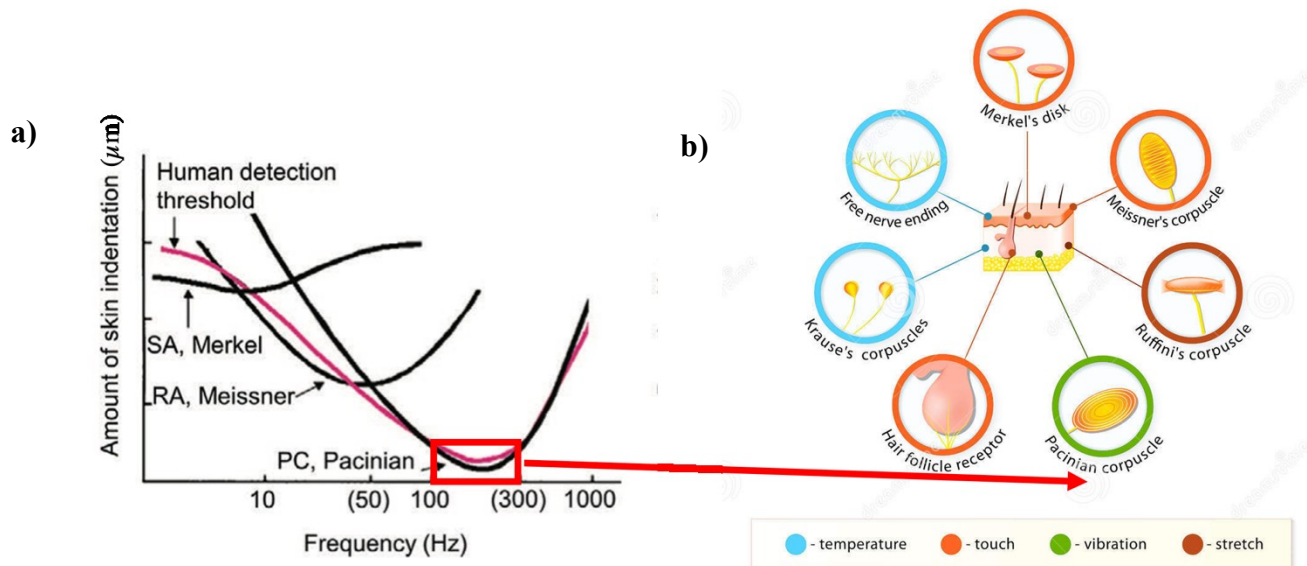 a)
Amount of skin indentation (μm)
Human detection
threshold
SA, Merkel
RA, Meissner
PC, Pacinian
10
(50)
100
(300)
1000
Frequency (Hz)
b)
Merkel's disk
Free nerve ending
Meissner's corpuscle
Krause's corpuscles
Ruffini's corpuscle
Hair follicle receptor
Pacinian corpuscle
- temperature
- touch
- vibration
- stretch